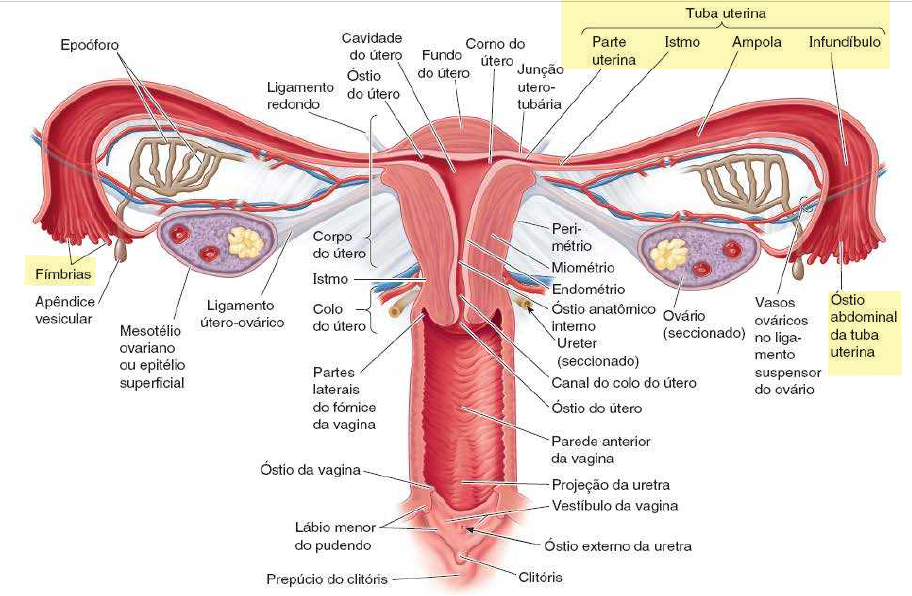 Tuba uterina
Parte
uterina
Istmo
Ampola
Infundíbulo
Epoóforo
Cavidade
do útero
Fundo
do útero
Corno do
útero
Óstio
do útero
Junção
útero-
tubária
Ligamento
redondo
Corpo
do útero
Istmo
Colo
do útero
Fímbrias
Apêndice
vesicular
Mesotélio
ovariano
ou epitélio
superficial
Ligamento
útero-ovárico
Partes
laterais
do fórnice
da vagina
Peri-
métrio
Miométrio
Endométrio
Óstio anatômico
interno
Ureter
(seccionado)
Canal do colo do útero
Óstio do útero
Ovário
(seccionado)
Vasos
ováricos
no liga-
mento
suspensor
do ovário
Óstio
abdominal
da tuba
uterina
Parede anterior
da vagina
Óstio da vagina
Projeção da uretra
Vestíbulo da vagina
Lábio menor
do pudendo
Óstio externo da uretra
Prepúcio do clitóris
Clitóris